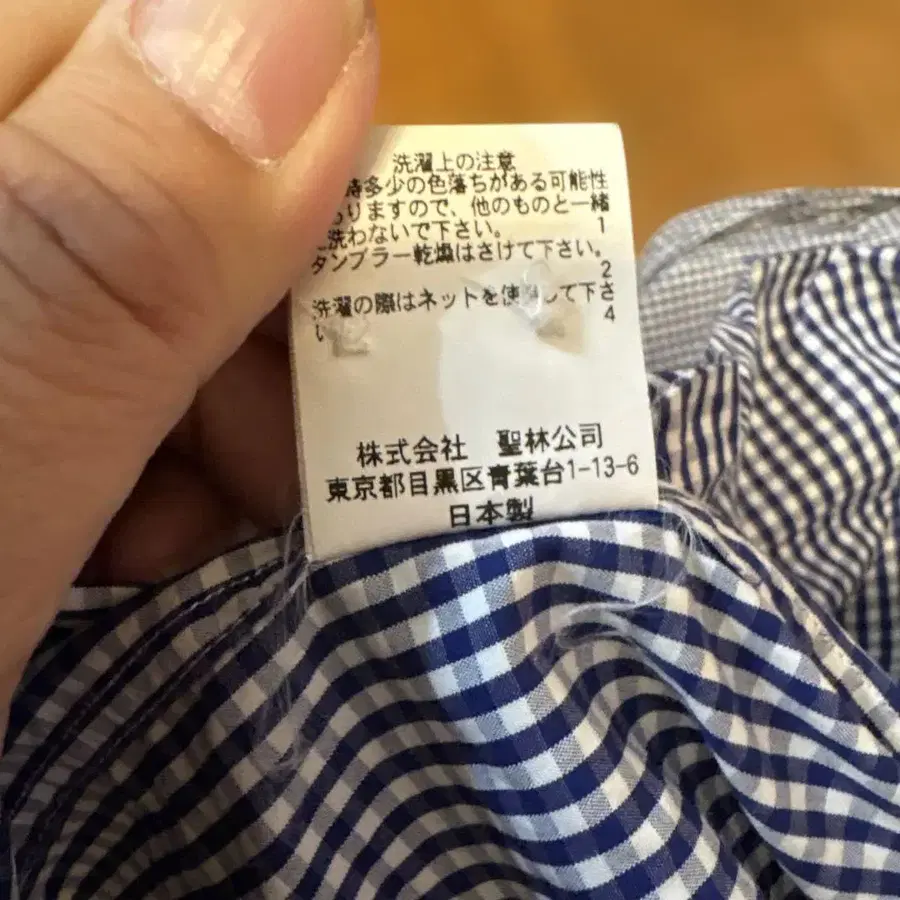 洗濯上の注意
時多少の色落ちがある可能性
りますので、他のものと一緒
1
洗わないで下さい。
タンブラー乾燥はさけて下さい。
2
洗濯の際はネットを使 して下さ
4
い
株式会社 聖林公司
東京都目黒区青葉台1-13-6
日本製